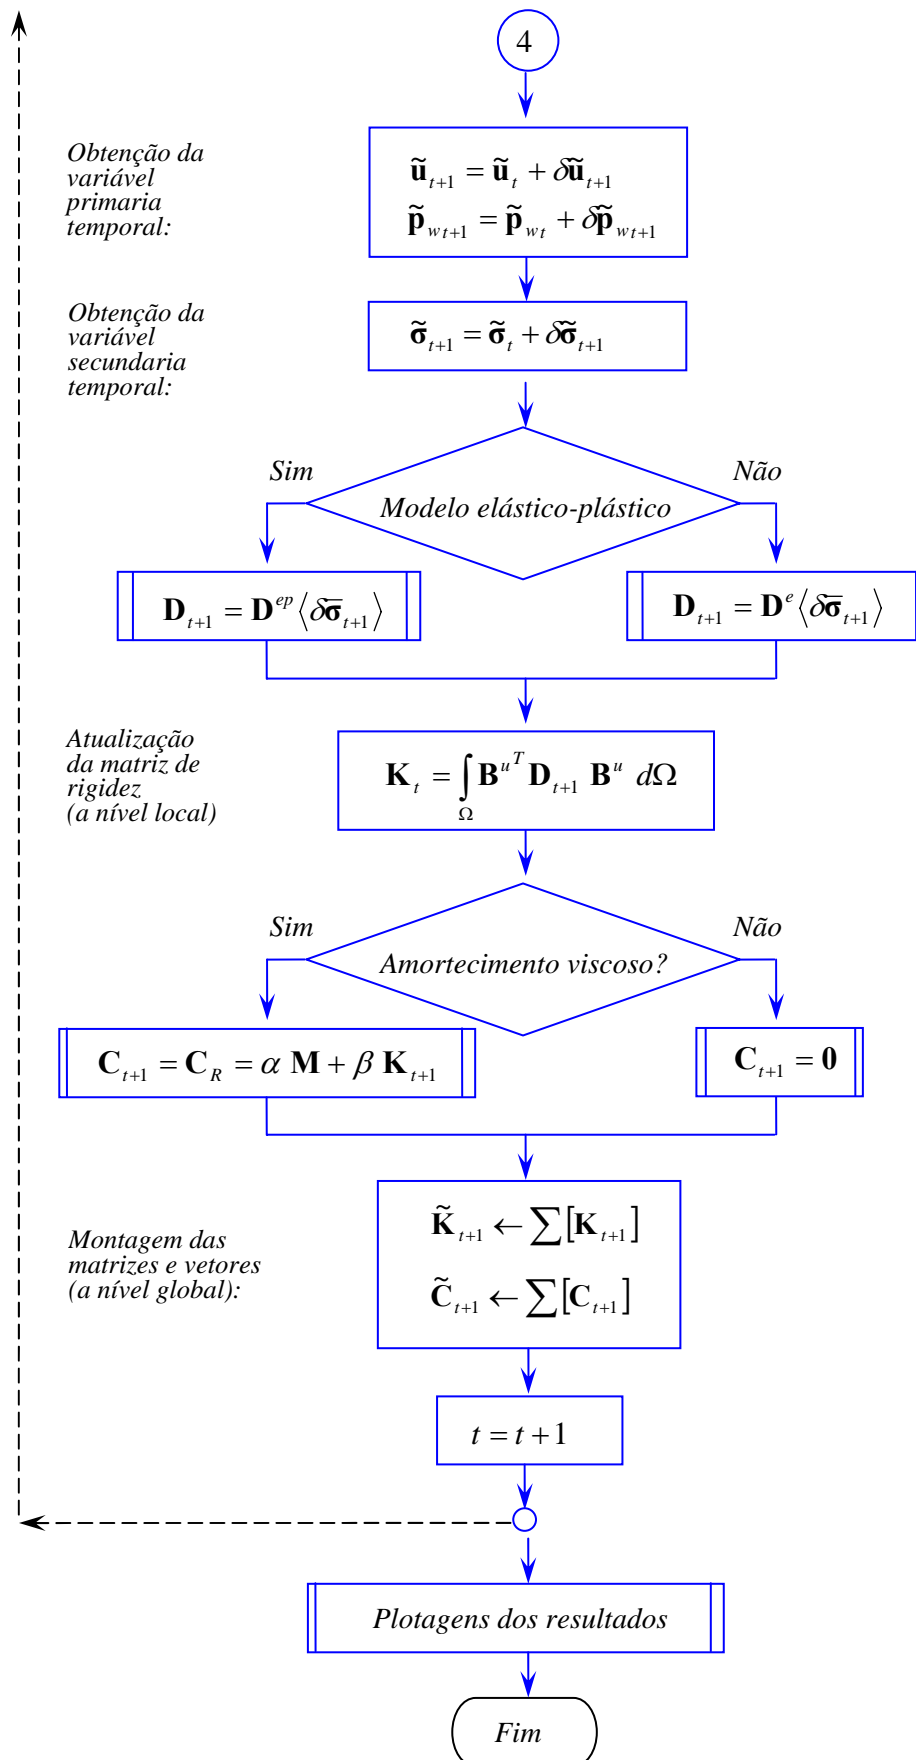 4
Obtenção da
variável
primaria
temporal:
ũ_{t+1} = ũ_t + δũ_{t+1}
p̃_{w t+1} = p̃_{w t} + δp̃_{w t+1}
Obtenção da
variável
secundaria
temporal:
σ̃_{t+1} = σ̃_t + δσ̃_{t+1}
Sim
Não
Modelo elástico-plástico
D_{t+1} = D^{ep}⟨δσ̄_{t+1}⟩
D_{t+1} = D^{e}⟨δσ̄_{t+1}⟩
Atualização
da matriz de
rigidez
(a nível local)
K_t = ∫_Ω B^{u T} D_{t+1} B^u dΩ
Sim
Não
Amortecimento viscoso?
C_{t+1} = C_R = α M + β K_{t+1}
C_{t+1} = 0
Montagem das
matrizes e vetores
(a nível global):
K̃_{t+1} ← ∑[K_{t+1}]
C̃_{t+1} ← ∑[C_{t+1}]
t = t + 1
Plotagens dos resultados
Fim